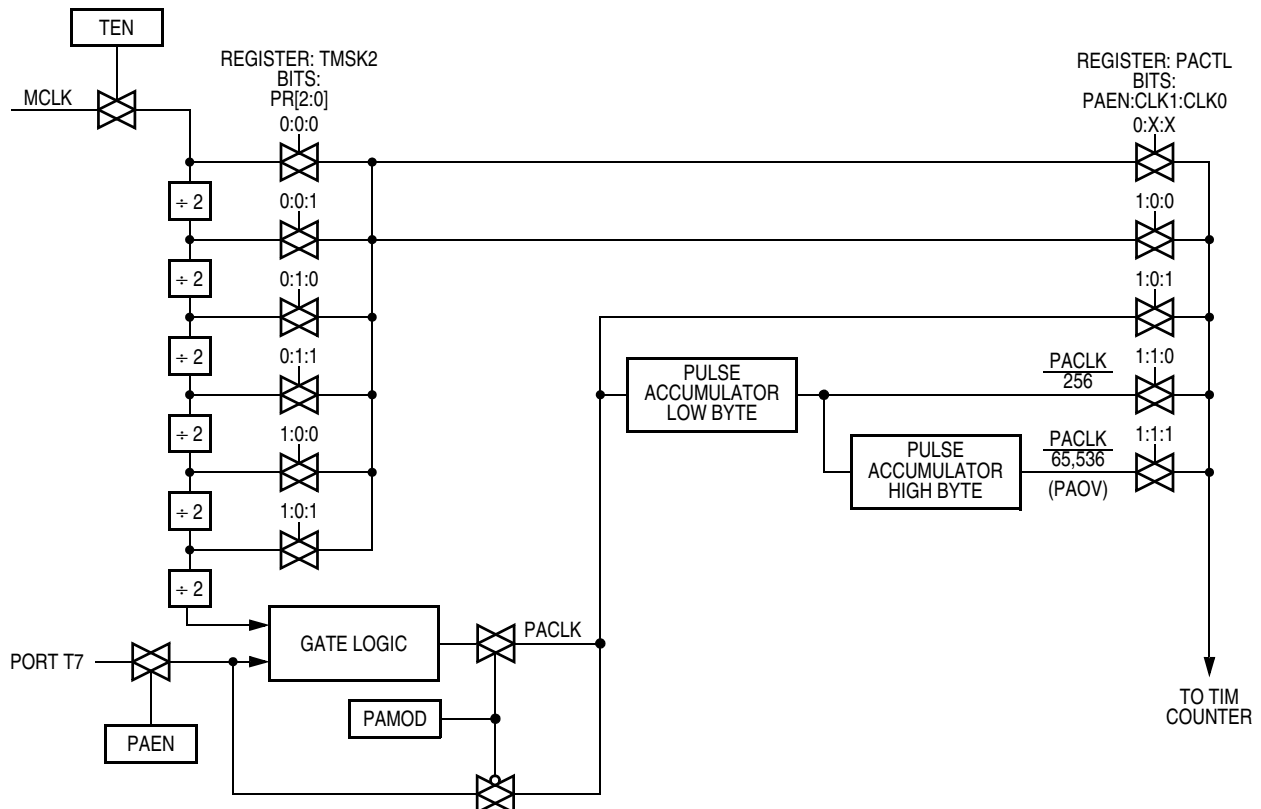 TEN
MCLK
REGISTER: TMSK2
BITS:
PR[2:0]
0:0:0
0:0:1
0:1:0
0:1:1
1:0:0
1:0:1
÷ 2
÷ 2
÷ 2
÷ 2
÷ 2
÷ 2
REGISTER: PACTL
BITS:
PAEN:CLK1:CLK0
0:X:X
1:0:0
1:0:1
1:1:0
1:1:1
PULSE
ACCUMULATOR
LOW BYTE
PACLK
256
PULSE
ACCUMULATOR
HIGH BYTE
PACLK
65,536
(PAOV)
GATE LOGIC
PACLK
PORT T7
PAMOD
PAEN
TO TIM
COUNTER